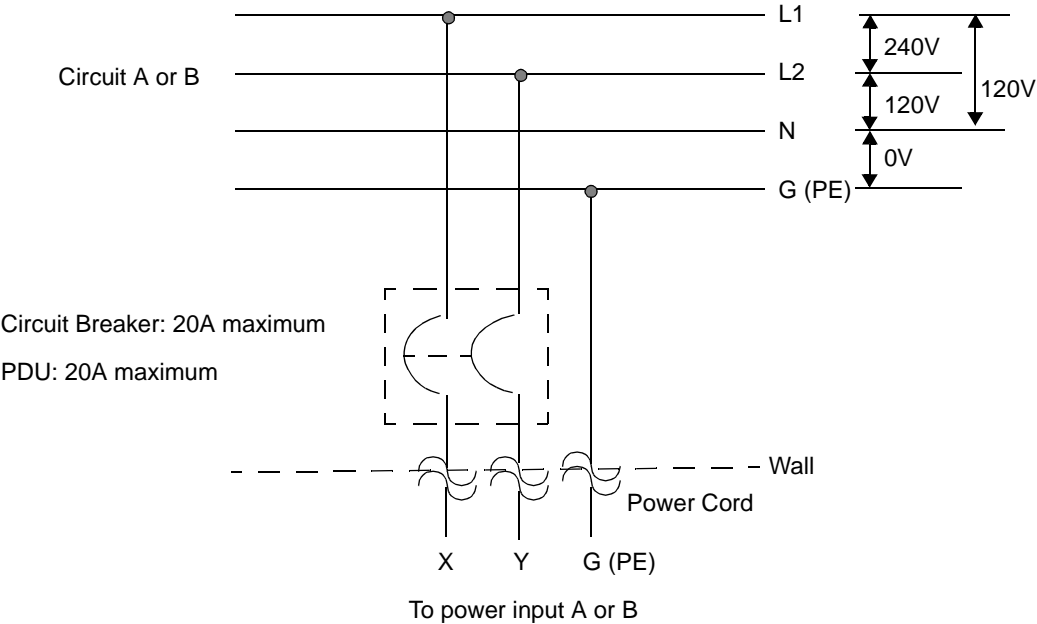 L1
240V
Circuit A or B
L2
120V
120V
N
0V
G (PE)
Circuit Breaker: 20A maximum
PDU: 20A maximum
Wall
Power Cord
X
Y
G (PE)
To power input A or B